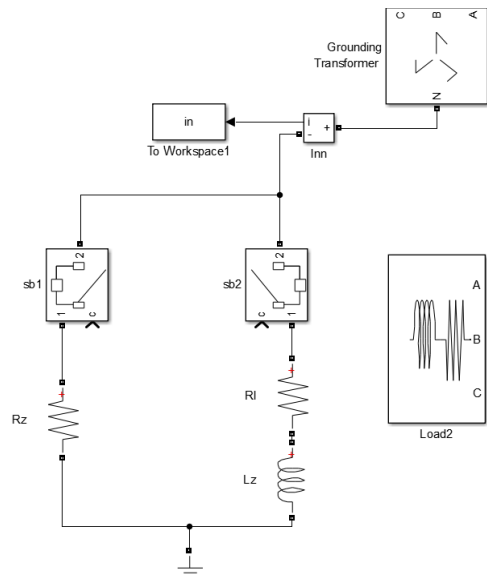 C B A
Grounding
Transformer
N
in
i
+
-
To Workspace1
Inn
2
sb1
1 c
2
sb2
c 1
A
B
C
Load2
+
Rz
+
Rl
+
Lz